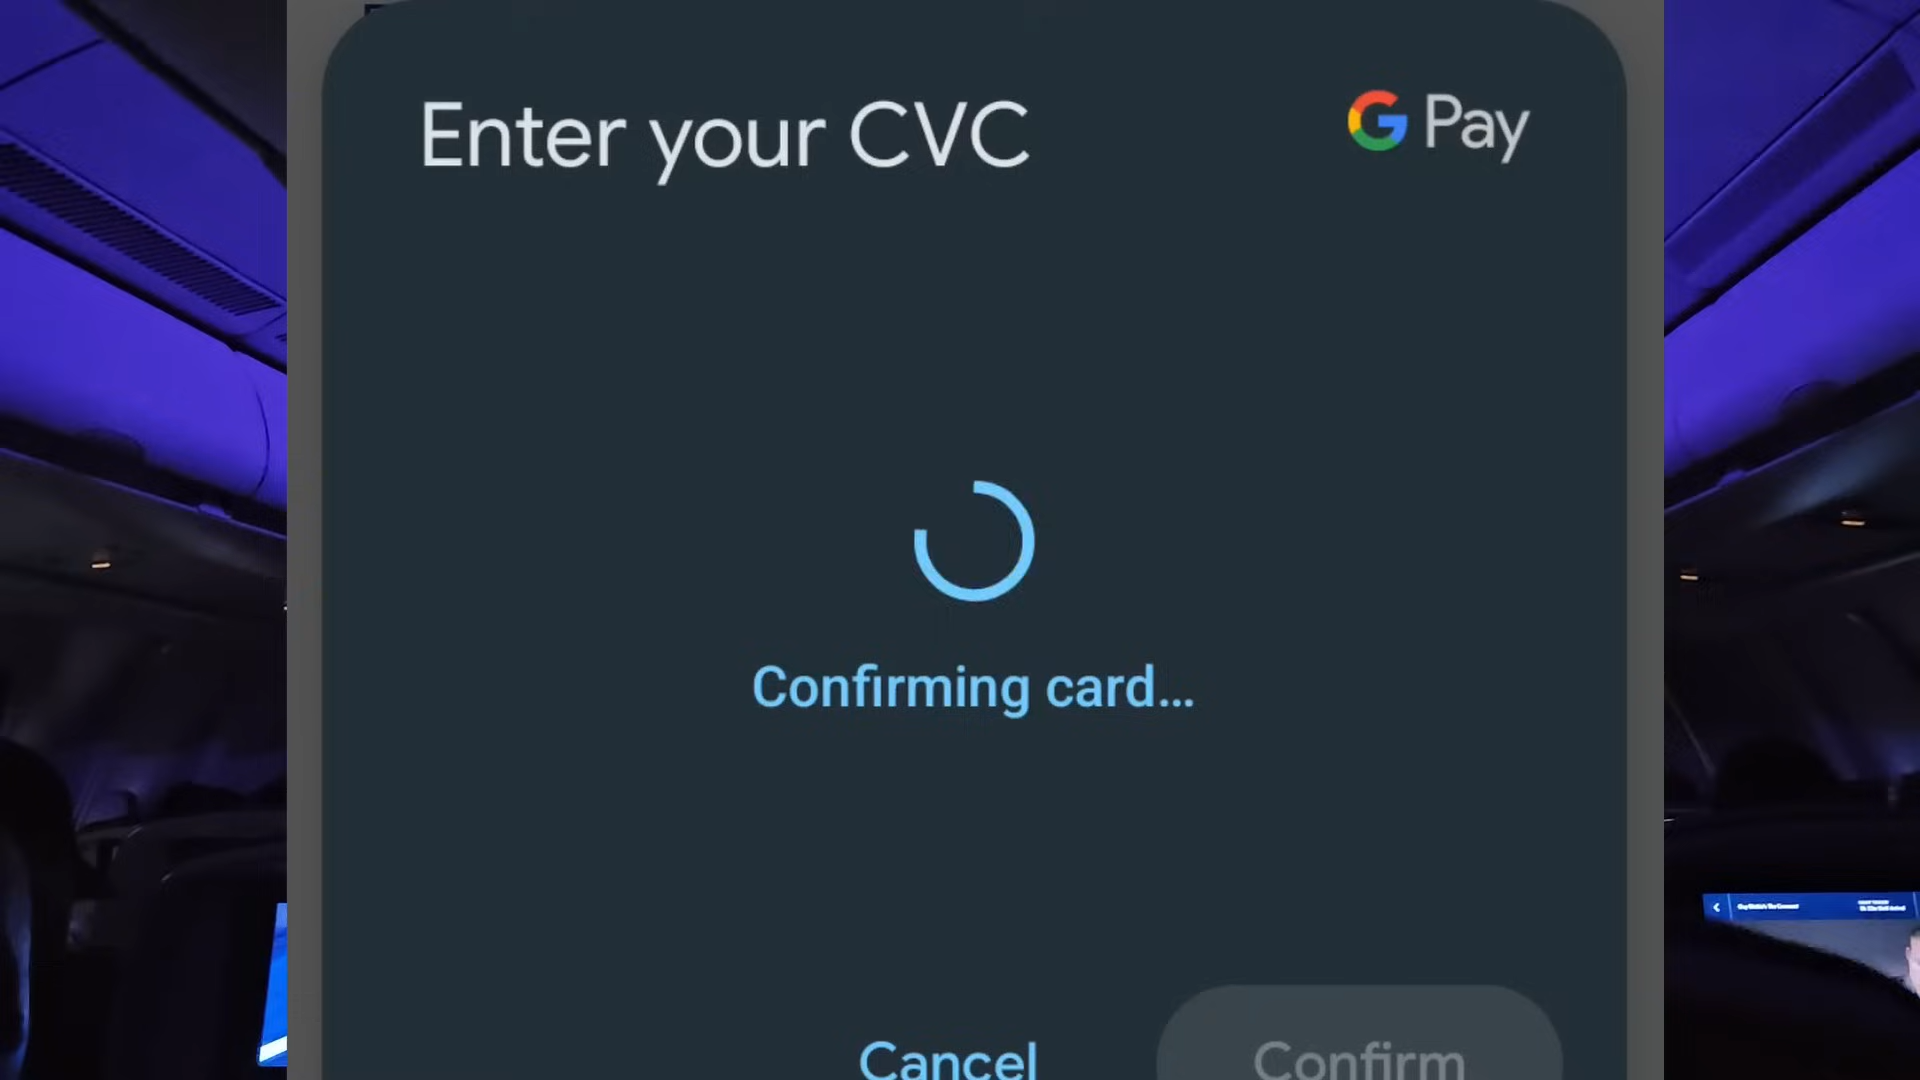 Enter your CVC
G Pay
Confirming card...
Cancel
Confirm